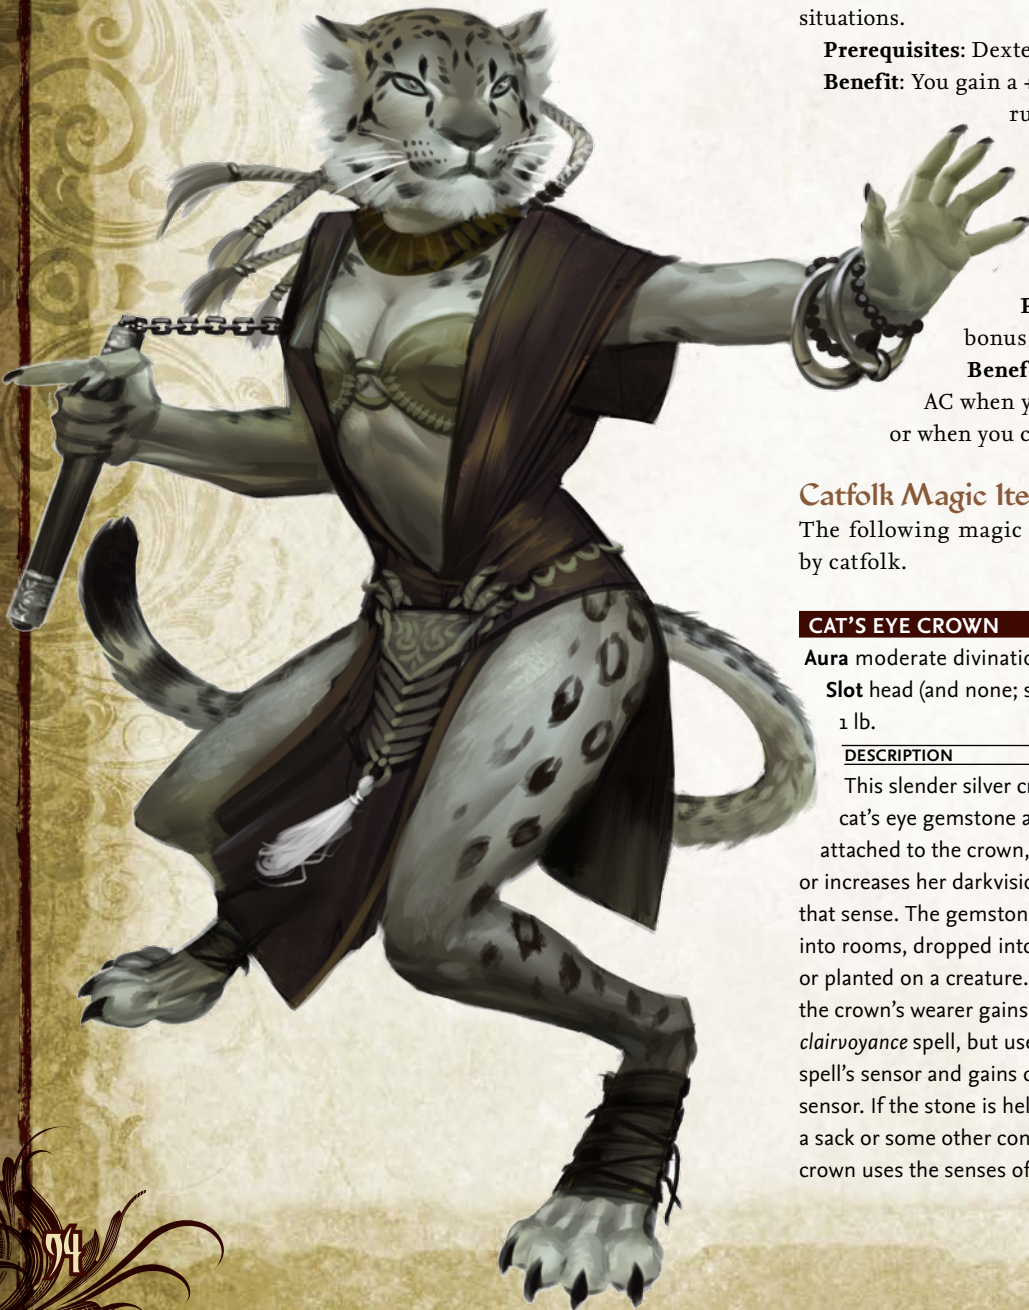 situations.
Prerequisites: Dexte
Benefit: You gain a +
ru
bonus
Benef
AC when y
or when you c
Catfolk Magic Ite
The following magic
by catfolk.
CAT'S EYE CROWN
Aura moderate divinatio
Slot head (and none; s
1 lb.
DESCRIPTION
This slender silver cr
cat's eye gemstone a
attached to the crown,
or increases her darkvisio
that sense. The gemston
into rooms, dropped into
or planted on a creature.
the crown's wearer gains
clairvoyance spell, but use
spell's sensor and gains d
sensor. If the stone is hel
a sack or some other con
crown uses the senses of
94